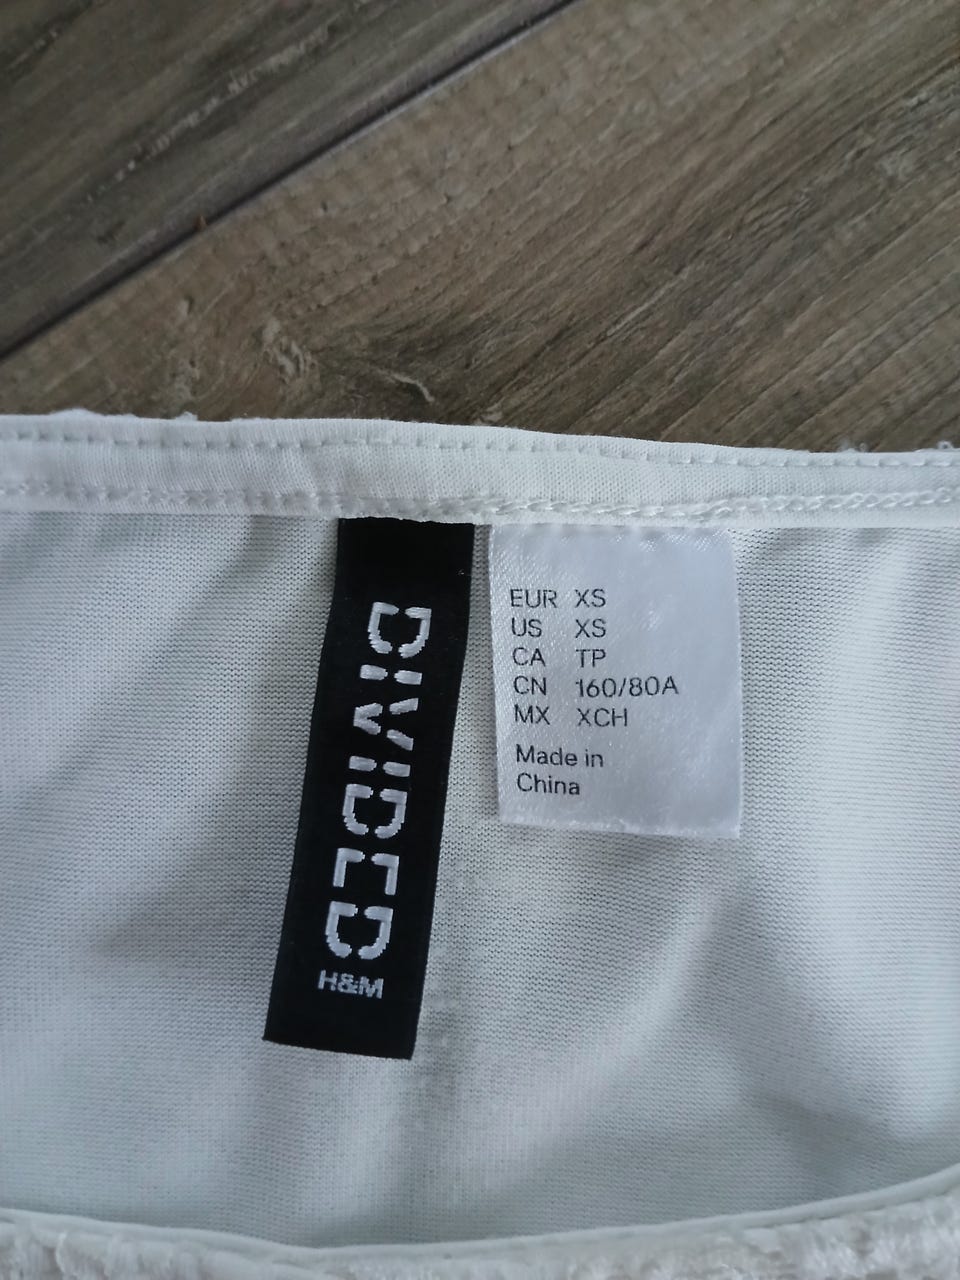 DIVIDED
H&M
EUR XS
US XS
CA TP
CN 160/80A
MX XCH
Made in
China